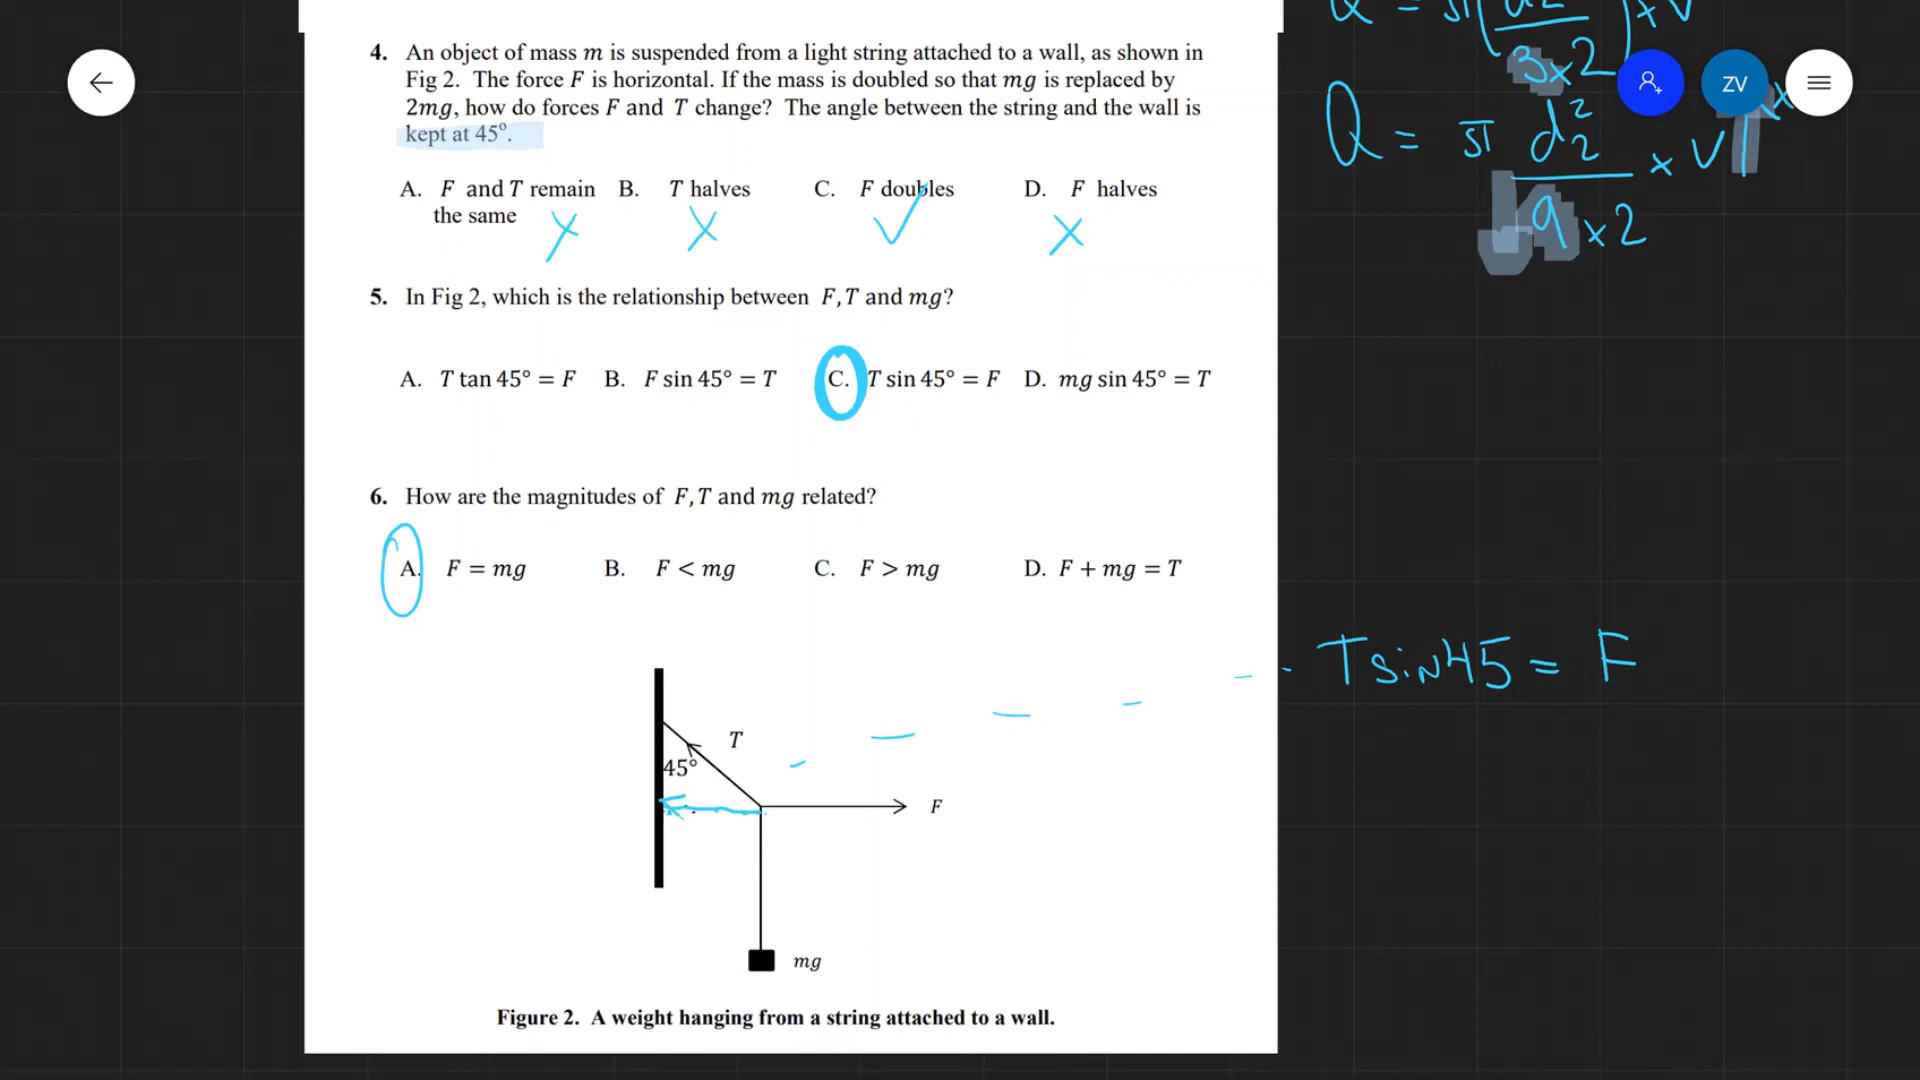 4. An object of mass m is suspended from a light string attached to a wall, as shown in
Fig 2. The force F is horizontal. If the mass is doubled so that mg is replaced by
2mg, how do forces F and T change? The angle between the string and the wall is
kept at 45°.
A. F and T remain the same B. T halves C. F doubles D. F halves
5. In Fig 2, which is the relationship between F, T and mg?
A. T tan 45° = F B. F sin 45° = T C. T sin 45° = F D. mg sin 45° = T
6. How are the magnitudes of F, T and mg related?
A. F = mg B. F < mg C. F > mg D. F + mg = T
T
45°
F
mg
Figure 2. A weight hanging from a string attached to a wall.
3x2
ZV
Q = π d₂²
x V
9x2
T sin45 = F